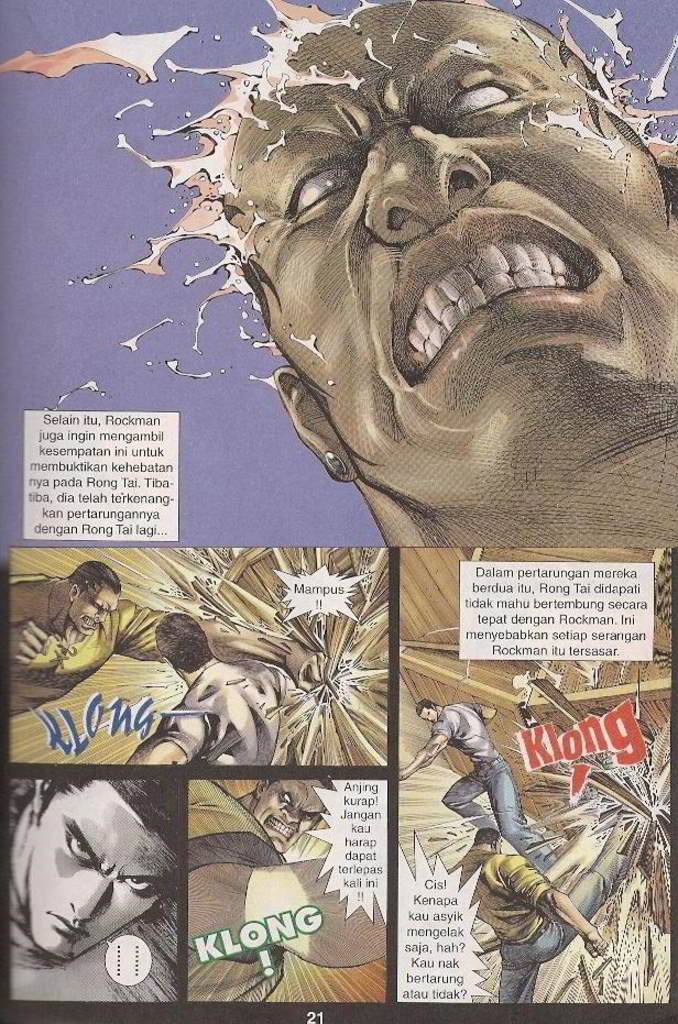 Selain itu, Rockman
juga ingin mengambil
kesempatan ini untuk
membuktikan kehebatan
nya pada Rong Tai. Tiba-
tiba, dia telah terkenang-
kan pertarungannya
dengan Rong Tai lagi...
Mampus
!!
KLONG
Dalam pertarungan mereka
berdua itu, Rong Tai didapati
tidak mahu bertembung secara
tepat dengan Rockman. Ini
menyebabkan setiap serangan
Rockman itu tersasar.
Klong
!
......
Anjing
kurap!
Jangan
kau
harap
dapat
terlepas
kali ini
!!
KLONG
!
Cis!
Kenapa
kau asyik
mengelak
saja, hah?
Kau nak
bertarung
atau tidak?
21